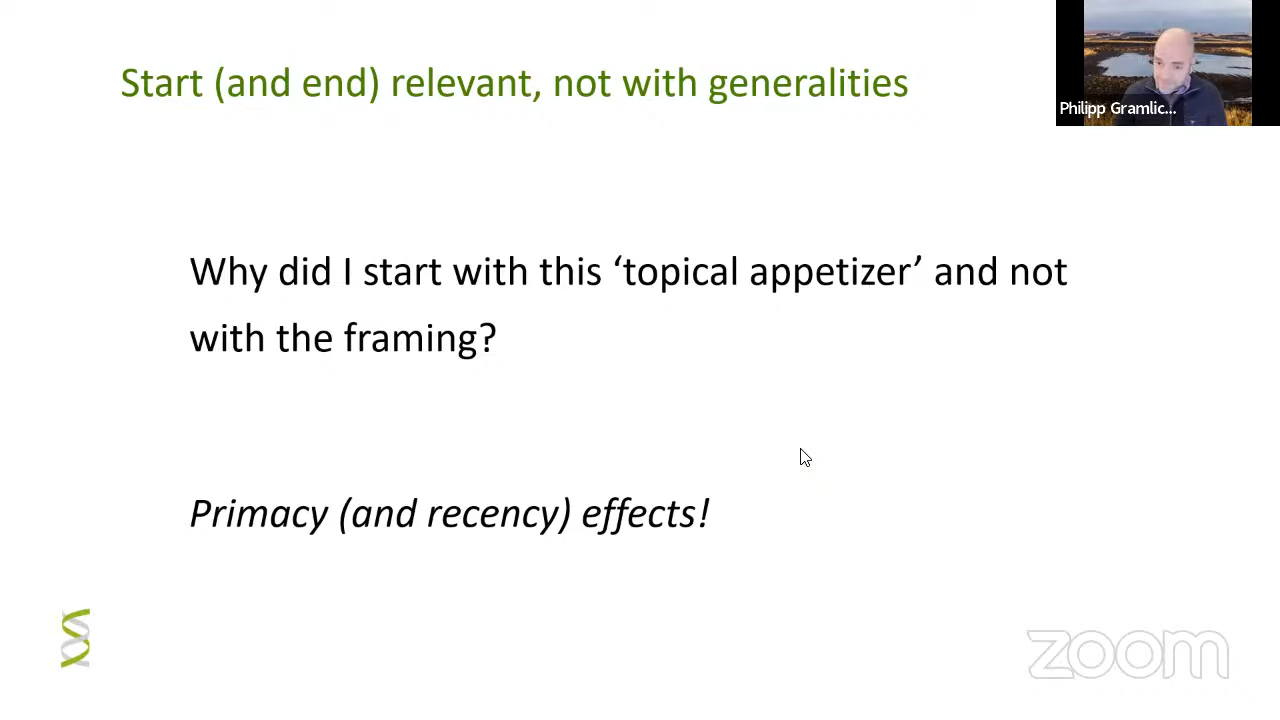 Start (and end) relevant, not with generalities
Philipp Gramlic...
Why did I start with this ‘topical appetizer’ and not
with the framing?
Primacy (and recency) effects!
zoom